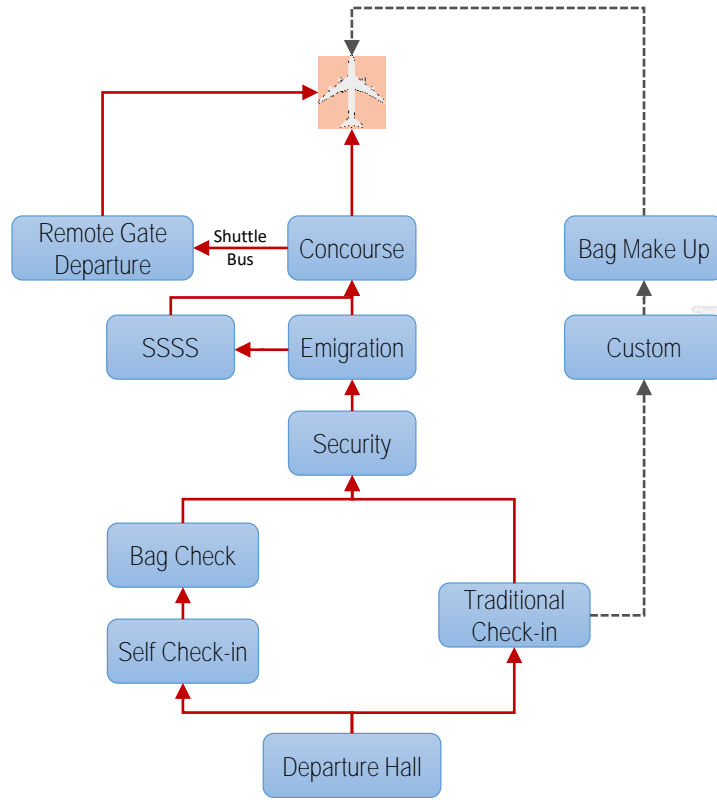 Remote Gate
Departure
Shuttle
Bus
Concourse
Bag Make Up
SSSS
Emigration
Custom
Security
Bag Check
Traditional
Check-in
Self Check-in
Departure Hall